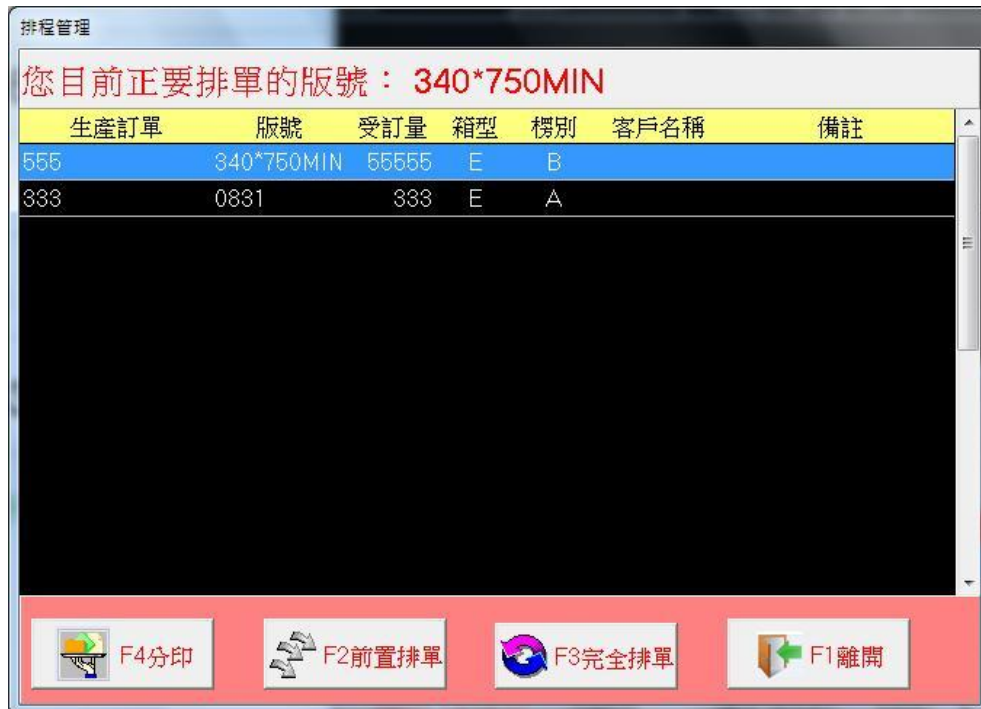 排程管理
您目前正要排單的版號： 340*750MIN
生產訂單 版號 受訂量 箱型 楞別 客戶名稱 備註
555 340*750MIN 55555 E B
333 0831 333 E A
F4分印 F2前置排單 F3完全排單 F1離開